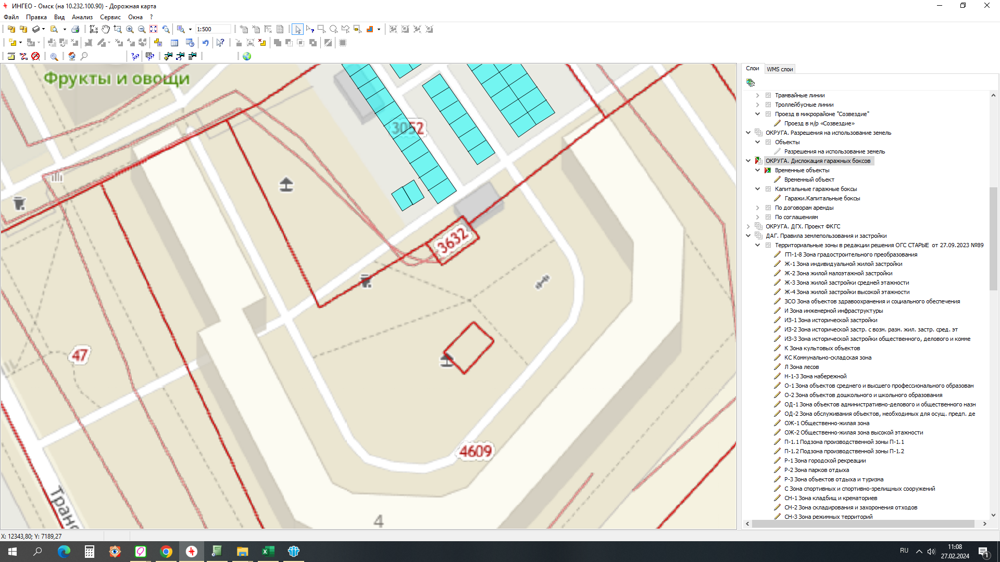 ИНГЕО - Омск (на 10.232.100.90) - Дорожная карта
Файл Правка Вид Анализ Сервис Окна ?
1:500
Фрукты и овощи
3052
3632
47
4609
4
Транс
Слои
WMS слои
Трамвайные линии
Троллейбусные линии
Проезд в микрорайоне "Созвездие"
Проезд в м/р «Созвездие»
ОКРУГА. Разрешения на использование земель
Объекты
Разрешения на использование земель
ОКРУГА. Дислокация гаражных боксов
Временные объекты
Временный объект
Капитальные гаражные боксы
Гаражи.Капитальные боксы
По договорам аренды
По соглашениям
ОКРУГА. ДГХ. Проект ФКГС
ДАГ. Правила землепользования и застройки
Территориальные зоны в редакции решения ОГС СТАРЫЕ от 27.09.2023 №89
ГП-1-8 Зона градостроительного преобразования
Ж-1 Зона индивидуальной жилой застройки
Ж-2 Зона жилой малоэтажной застройки
Ж-3 Зона жилой застройки средней этажности
Ж-4 Зона жилой застройки высокой этажности
ЗСО Зона объектов здравоохранения и социального обеспечения
И Зона инженерной инфраструктуры
ИЗ-1 Зона исторической застройки
ИЗ-2 Зона исторической застр. с возм. разм. жил. застр. сред. эт
ИЗ-3 Зона исторической застройки общественного, делового и комме
К Зона культовых объектов
КС Коммунально-складская зона
Л Зона лесов
Н-1-3 Зона набережной
О-1 Зона объектов среднего и высшего профессионального образован
О-2 Зона объектов дошкольного и школьного образования
ОД-1 Зона объектов административно-делового и общественного назн
ОД-2 Зона обслуживания объектов, необходимых для осущ. предп. де
ОЖ-1 Общественно-жилая зона
ОЖ-2 Общественно-жилая зона высокой этажности
П-1.1 Подзона производственной зоны П-1.1
П-1.2 Подзона производственной зоны П-1.2
Р-1 Зона городской рекреации
Р-2 Зона парков отдыха
Р-3 Зона объектов отдыха и туризма
С Зона спортивных и спортивно-зрелищных сооружений
СН-1 Зона кладбищ и крематориев
СН-2 Зона складирования и захоронения отходов
СН-3 Зона режимных территорий
X: 12343,80; Y: 7189,27
RU
11:08
27.02.2024
1